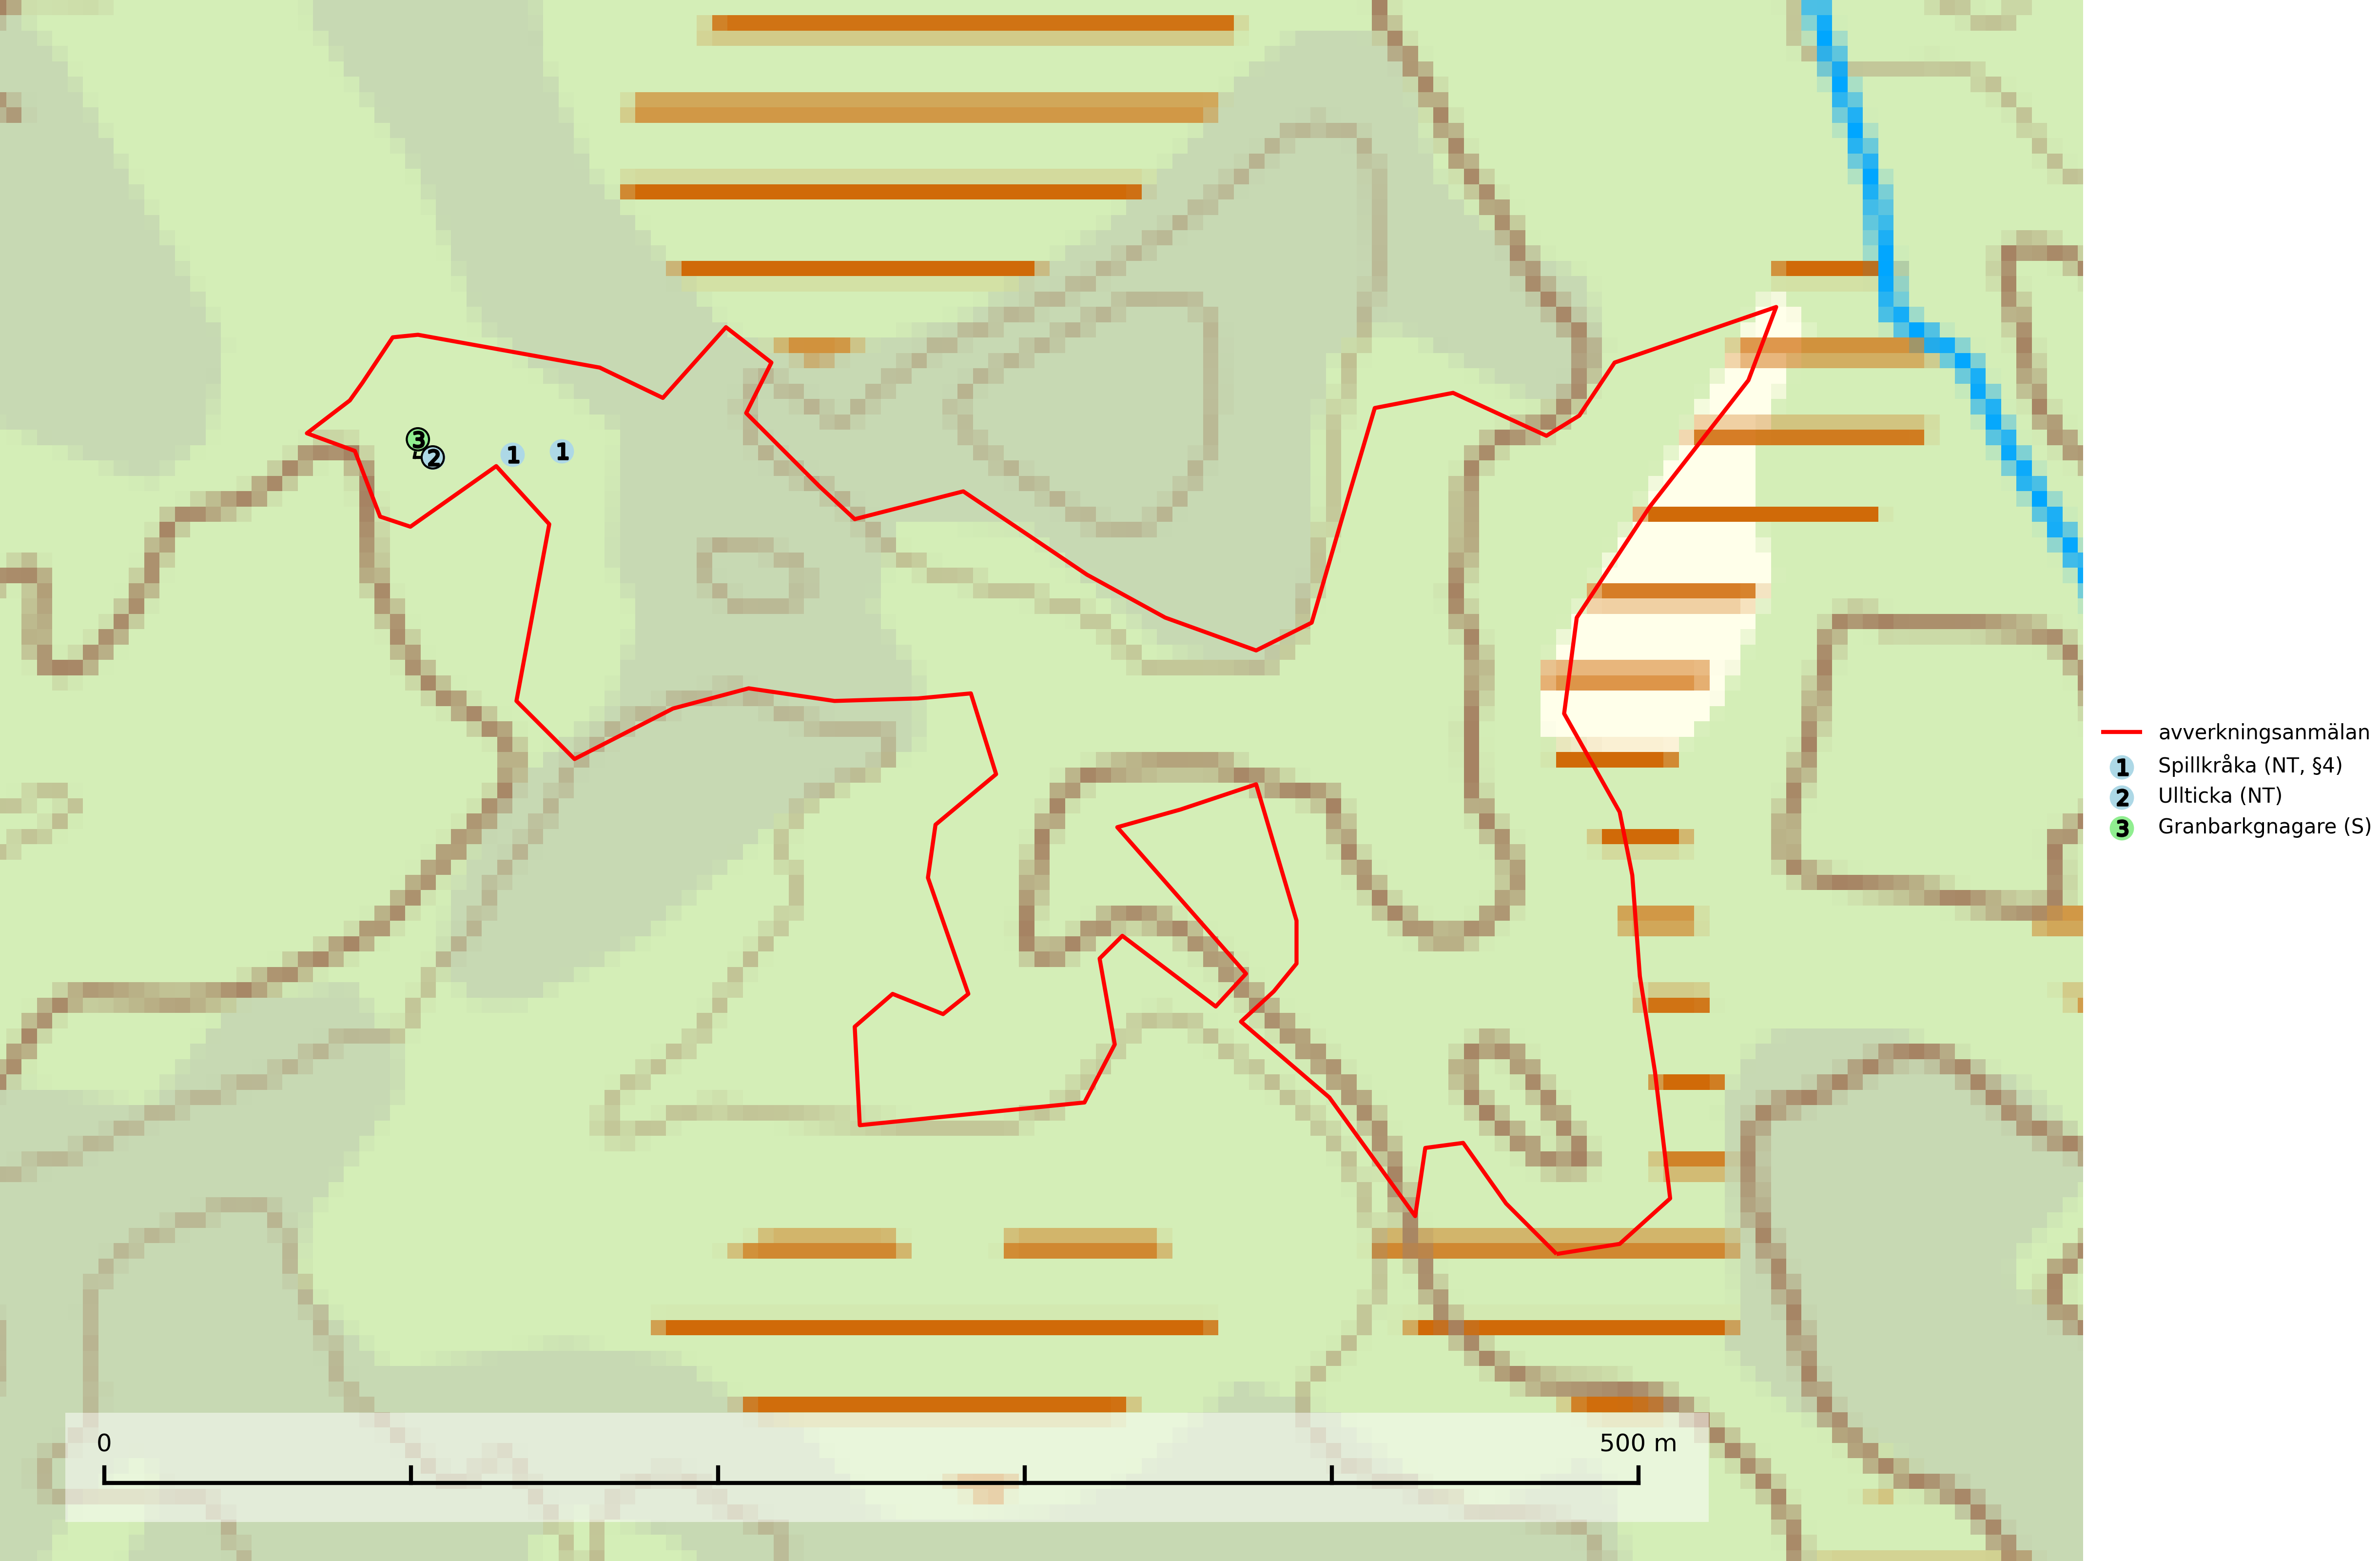 3
2
1
1
avverkningsanmälan
1 Spillkråka (NT, §4)
2 Ullticka (NT)
3 Granbarkgnagare (S)
0 500 m